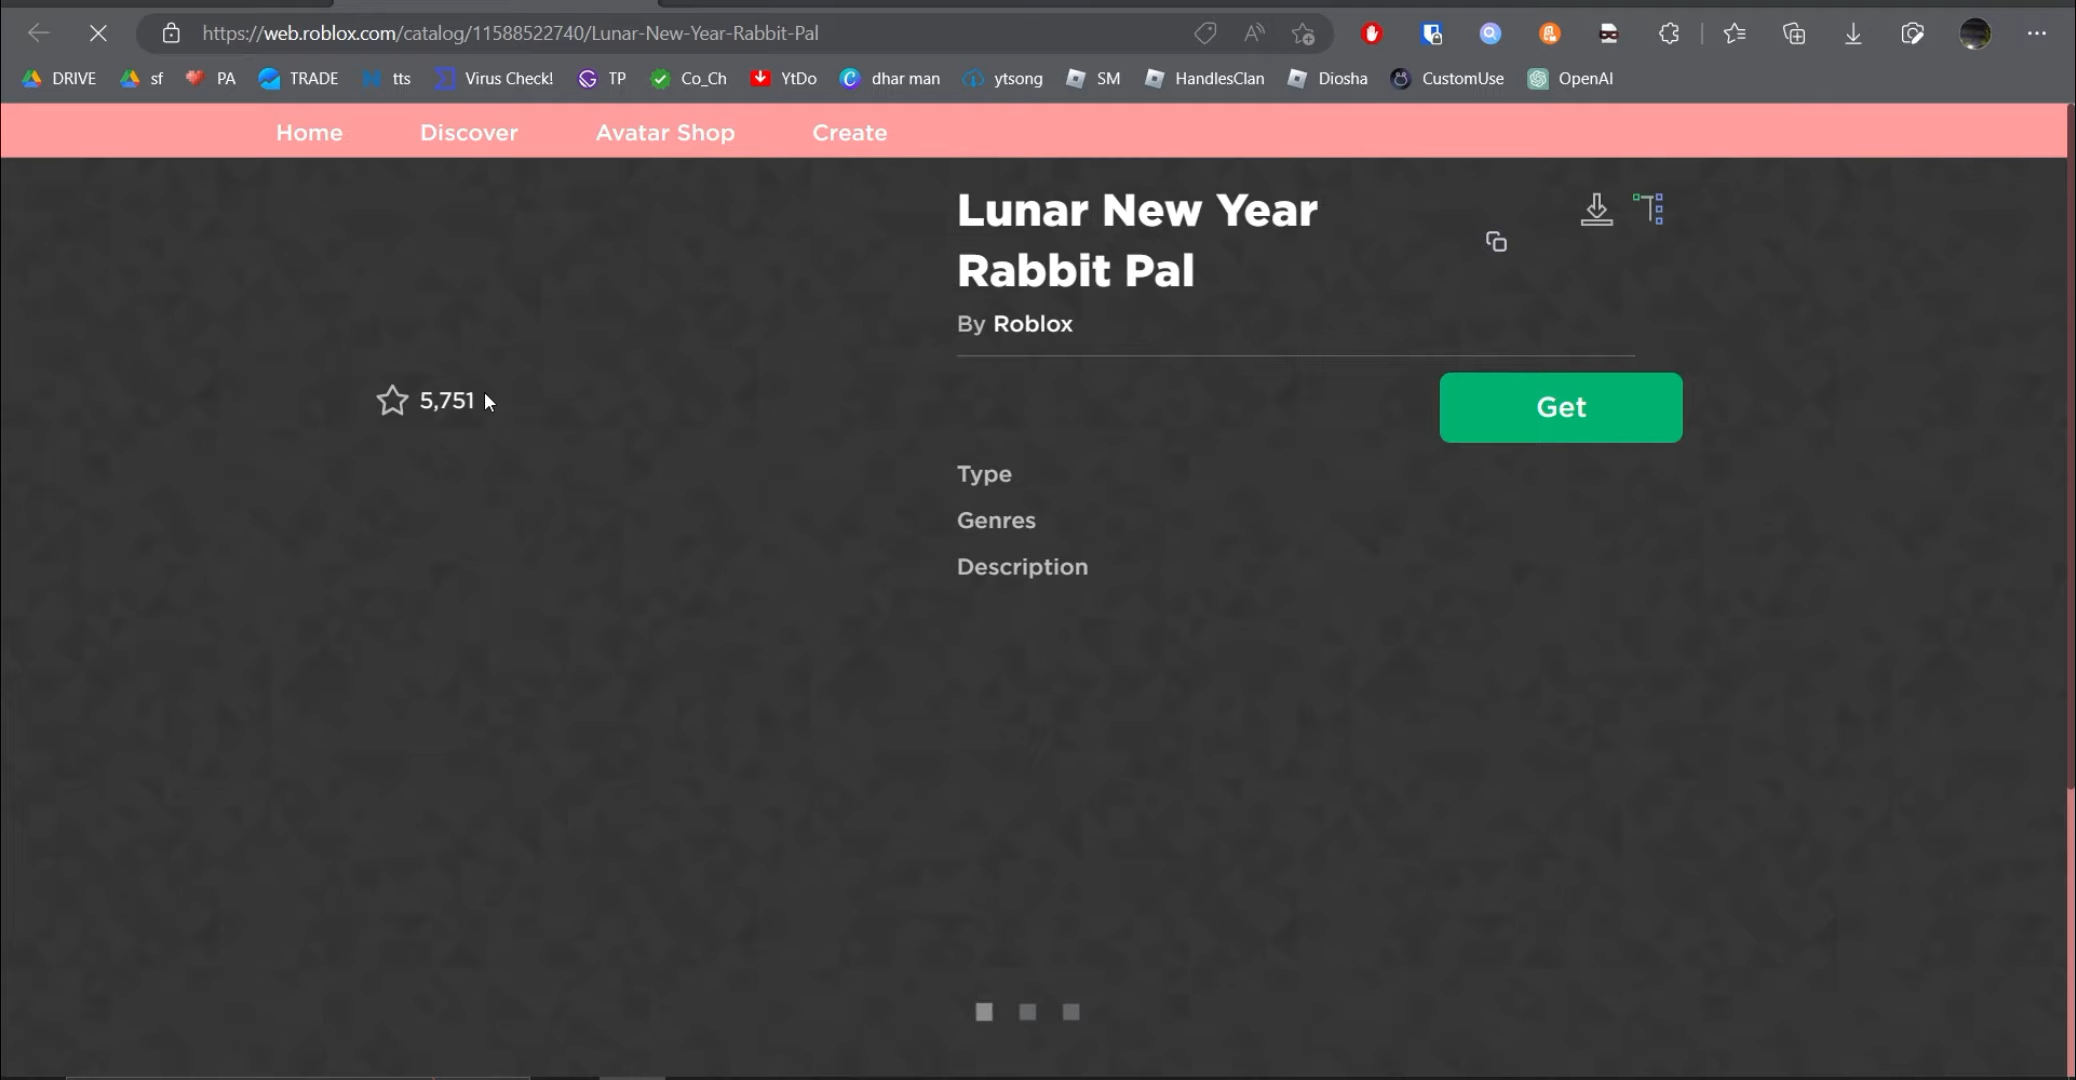 https://web.roblox.com/catalog/11588522740/Lunar-New-Year-Rabbit-Pal
DRIVE sf PA TRADE tts Virus Check! TP Co_Ch YtDo dhar man ytsong SM HandlesClan Diosha CustomUse OpenAI
Home Discover Avatar Shop Create
Lunar New Year
Rabbit Pal
By Roblox
5,751
Get
Type
Genres
Description